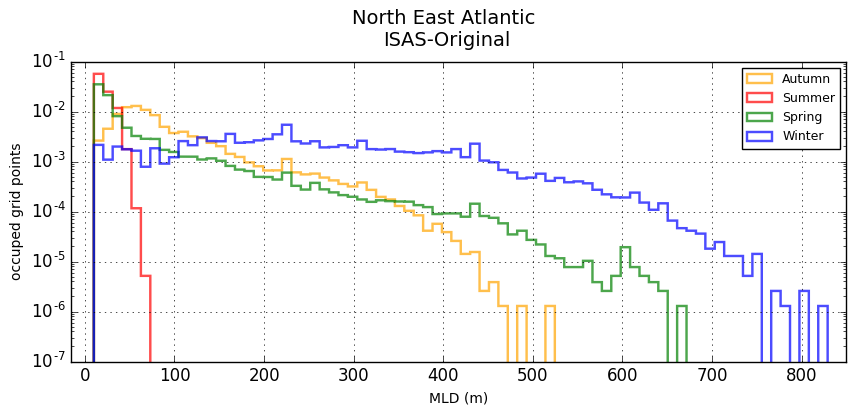 North East Atlantic
ISAS-Original
10^-1
10^-2
10^-3
10^-4
10^-5
10^-6
10^-7
occuped grid points
Autumn
Summer
Spring
Winter
0 100 200 300 400 500 600 700 800
MLD (m)